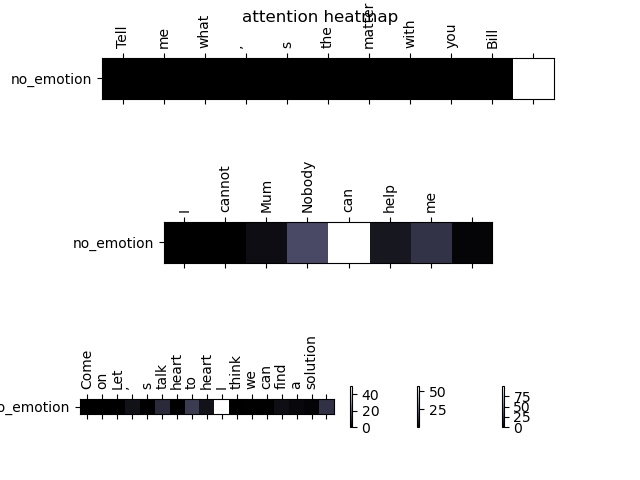 attention heatmap
Tell me what , s the matter with you Bill
no_emotion
I cannot Mum Nobody can help me
no_emotion
Come on Let , s talk heart to heart I think we can find a solution
o_emotion
40
20
0
50
25
75
50
25
0